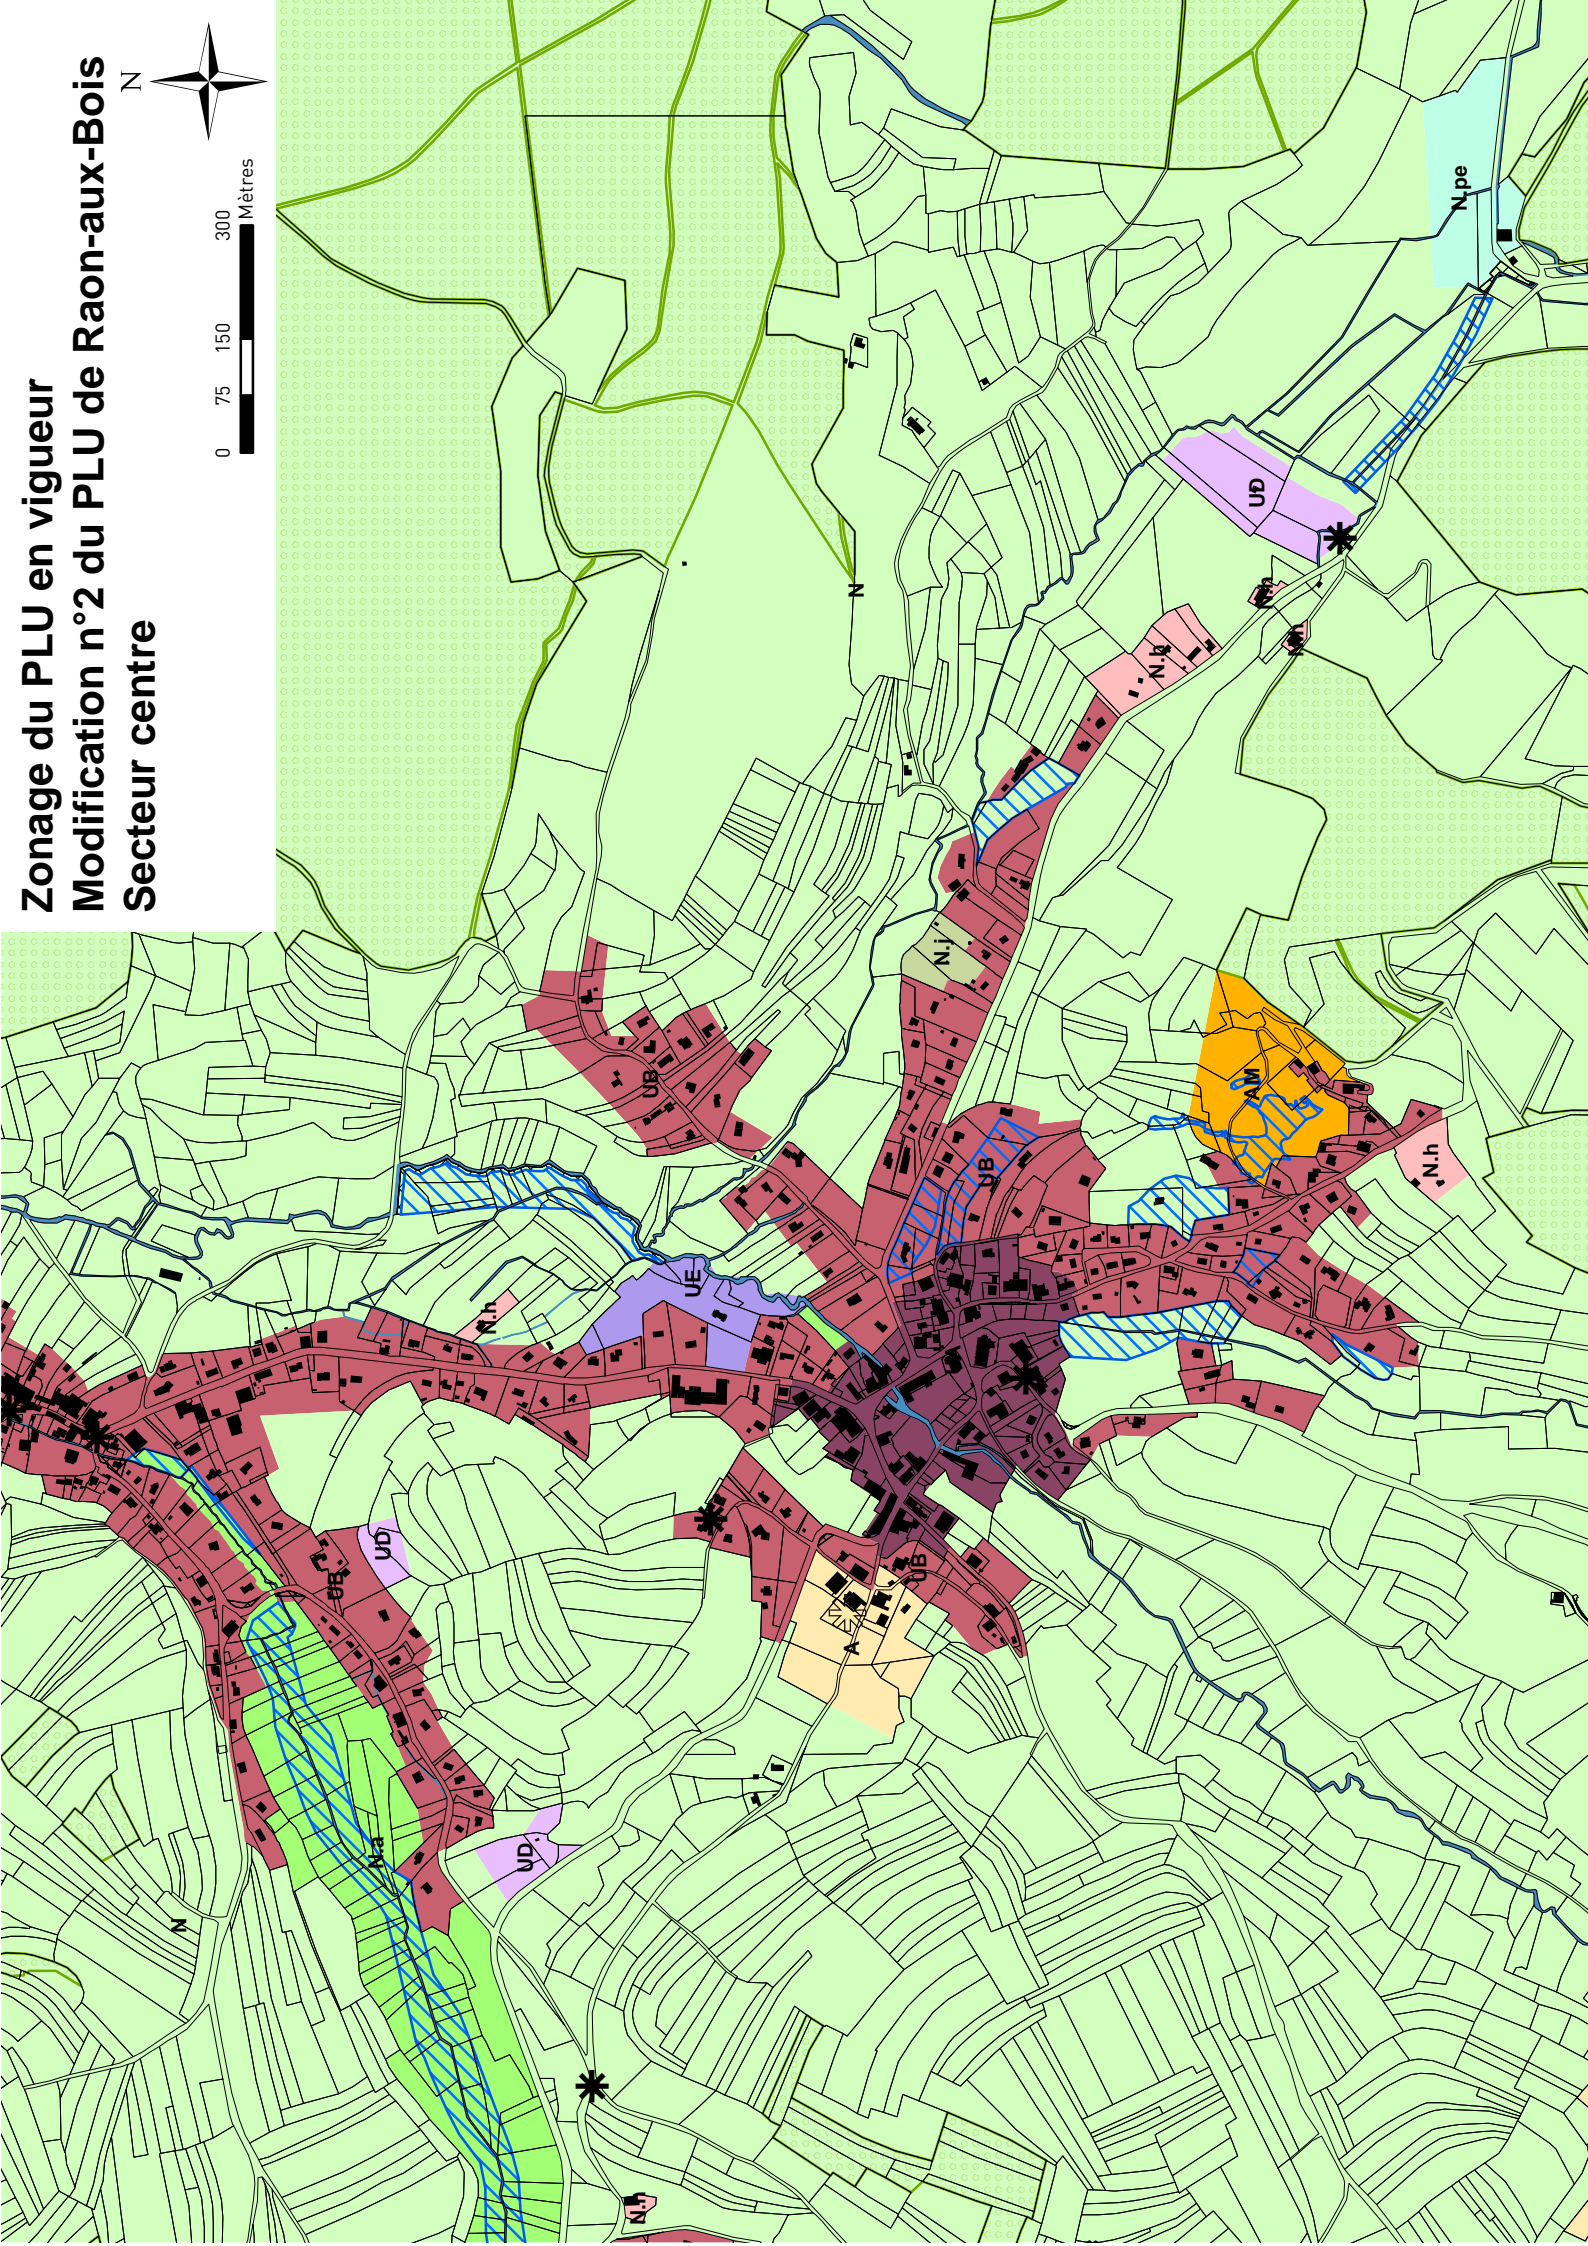 Zonage du PLU en vigueur
Modification n°2 du PLU de Raon-aux-Bois
Secteur centre
N
0 75 150 300
Mètres
N.pe
UD
N.h
N.h
N.h
N
N.j
UB
AM
UB
N.h
UE
N.h
UD
UB
UB
A
UD
N.a
N
N.h